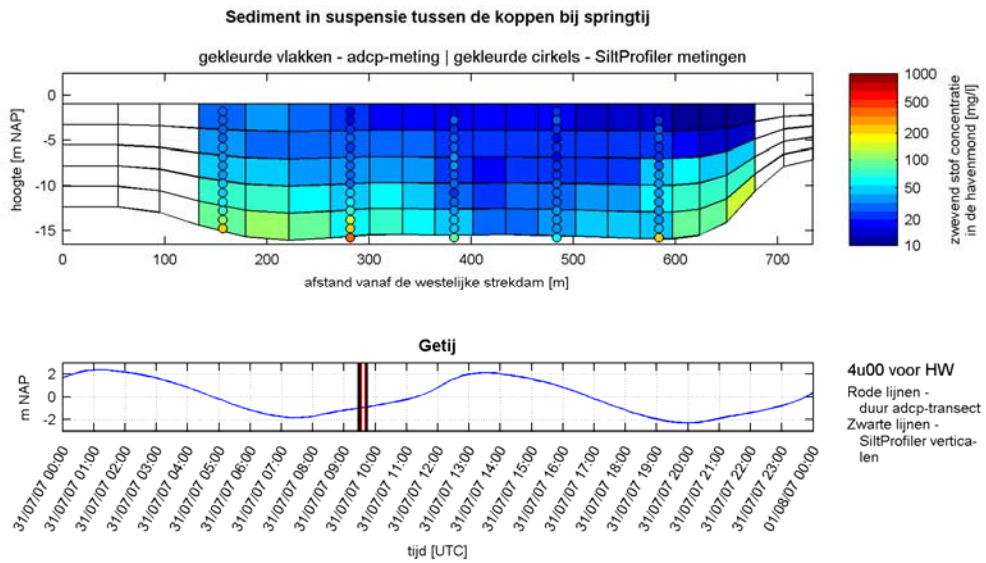 Sediment in suspensie tussen de koppen bij springtij
gekleurde vlakken - adcp-meting | gekleurde cirkels - SiltProfiler metingen
hoogte [m NAP]
0
-5
-10
-15
0 100 200 300 400 500 600 700
afstand vanaf de westelijke strekdam [m]
1000
500
200
100
50
20
10
zwevend stof concentratie
in de havenmond [mg/l]
Getij
m NAP
2
0
-2
31/07/07 00:00
31/07/07 01:00
31/07/07 02:00
31/07/07 03:00
31/07/07 04:00
31/07/07 05:00
31/07/07 06:00
31/07/07 07:00
31/07/07 08:00
31/07/07 09:00
31/07/07 10:00
31/07/07 11:00
31/07/07 12:00
31/07/07 13:00
31/07/07 14:00
31/07/07 15:00
31/07/07 16:00
31/07/07 17:00
31/07/07 18:00
31/07/07 19:00
31/07/07 20:00
31/07/07 21:00
31/07/07 22:00
31/07/07 23:00
01/08/07 00:00
tijd [UTC]
4u00 voor HW
Rode lijnen -
duur adcp-transect
Zwarte lijnen -
SiltProfiler vertica-
len